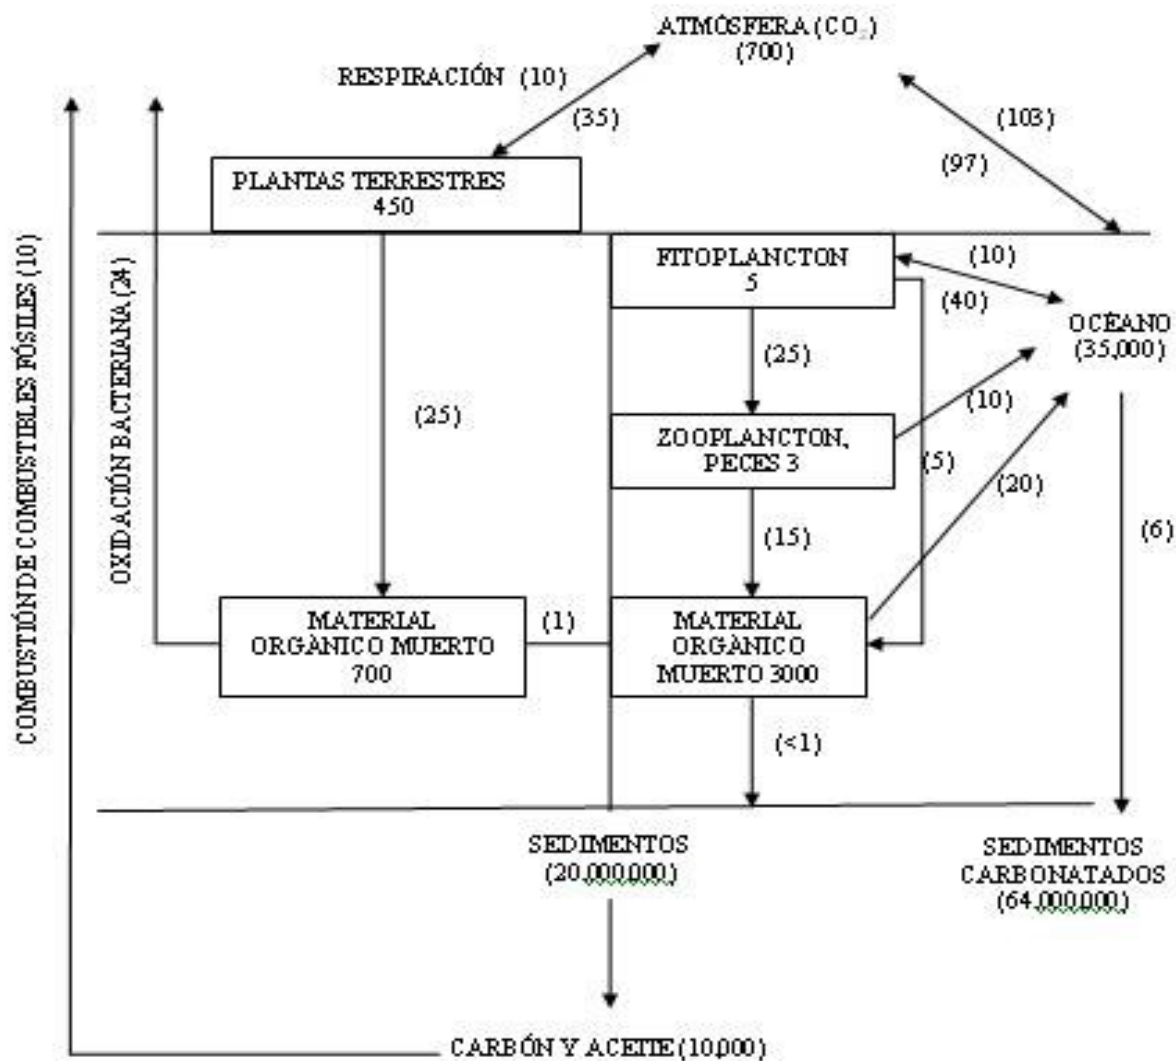 ATMÓSFERA (CO₂)
(700)
RESPIRACIÓN (10)
(35)
(103)
(97)
PLANTAS TERRESTRES
450
COMBUSTIÓN DE COMBUSTIBLES FÓSILES (10)
OXIDACIÓN BACTERIANA (24)
FITOPLANCTON
5
(10)
(40)
OCÉANO
(35,000)
(25)
(25)
(10)
ZOOPLANCTON,
PECES 3
(5)
(20)
(15)
(6)
MATERIAL
ORGÀNICO MUERTO
700
(1)
MATERIAL
ORGÀNICO
MUERTO 3000
(<1)
SEDIMENTOS
(20.000.000)
SEDIMENTOS
CARBONATADOS
(64.000.000)
CARBÓN Y ACEITE (10,000)